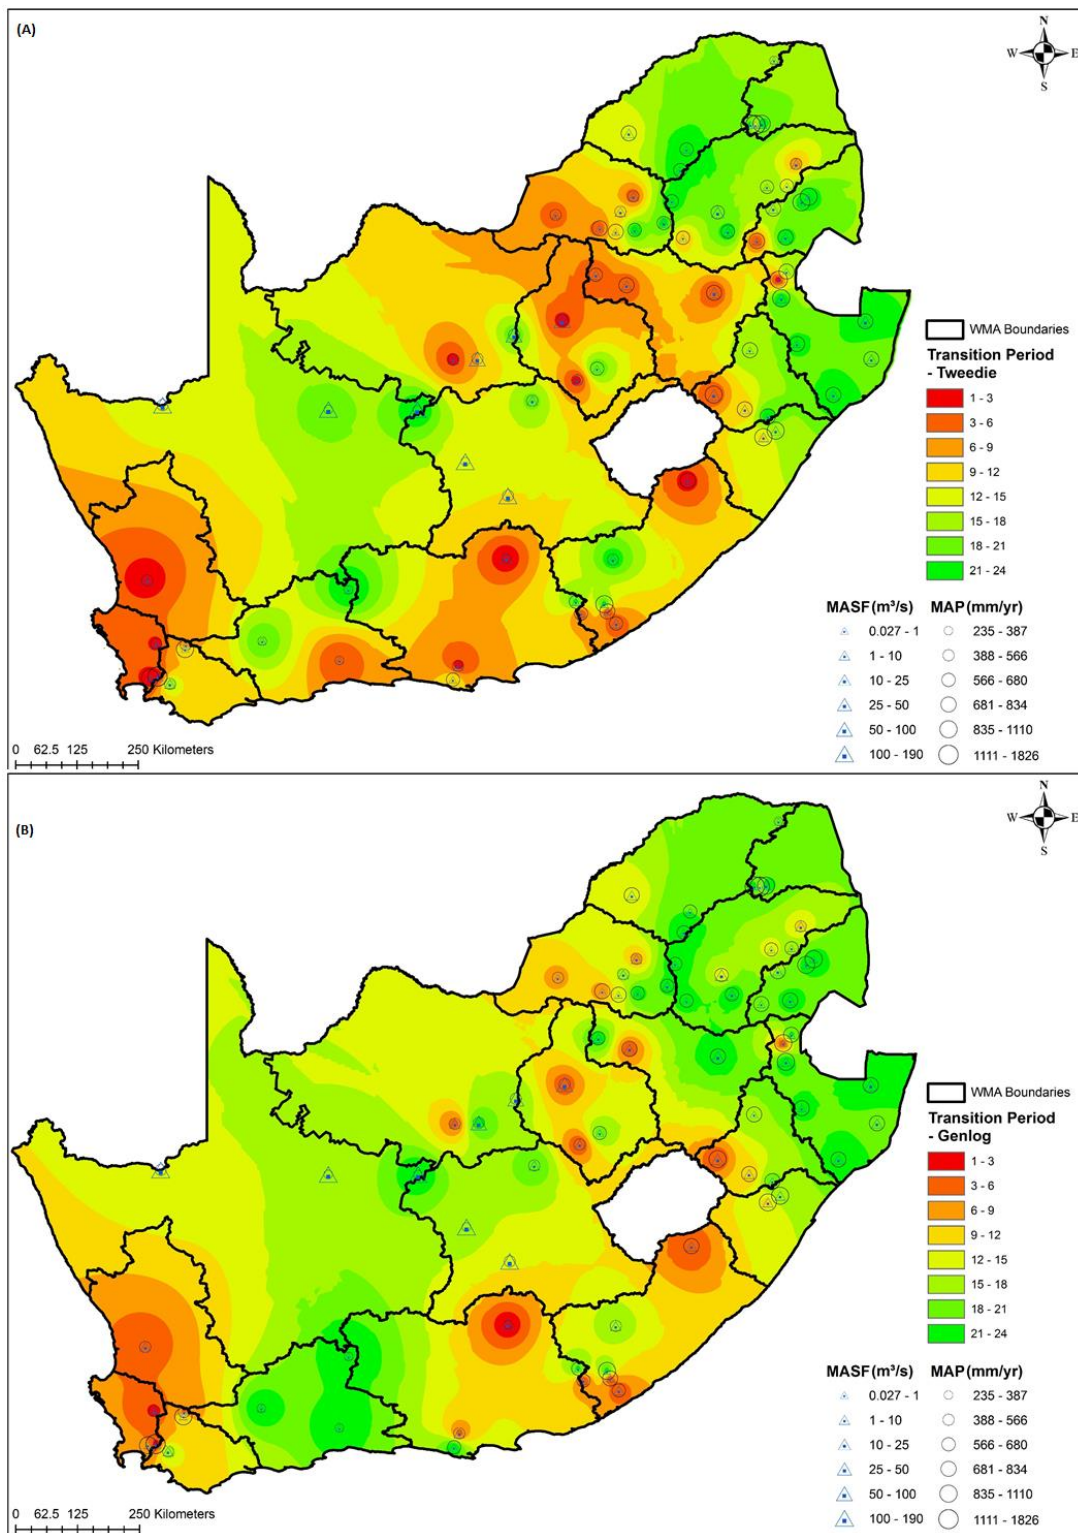 (A)
N
W E
S
WMA Boundaries
Transition Period
- Tweedie
1 - 3
3 - 6
6 - 9
9 - 12
12 - 15
15 - 18
18 - 21
21 - 24
MASF (m³/s) MAP (mm/yr)
0.027 - 1 235 - 387
1 - 10 388 - 566
10 - 25 566 - 680
25 - 50 681 - 834
50 - 100 835 - 1110
100 - 190 1111 - 1826
0 62.5 125 250 Kilometers
(B)
N
W E
S
WMA Boundaries
Transition Period
- Genlog
1 - 3
3 - 6
6 - 9
9 - 12
12 - 15
15 - 18
18 - 21
21 - 24
MASF (m³/s) MAP (mm/yr)
0.027 - 1 235 - 387
1 - 10 388 - 566
10 - 25 566 - 680
25 - 50 681 - 834
50 - 100 835 - 1110
100 - 190 1111 - 1826
0 62.5 125 250 Kilometers